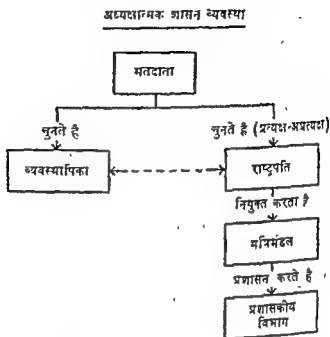 अध्यक्षात्मक शासन व्यवस्था
मतदाता
चुनते है
चुनते है (प्रत्यक्ष-अप्रत्यक्ष)
व्यवस्थापिका
राष्ट्रपति
नियुक्त करता है
मंत्रिमंडल
प्रशासन करते है
प्रशासकीय
विभाग